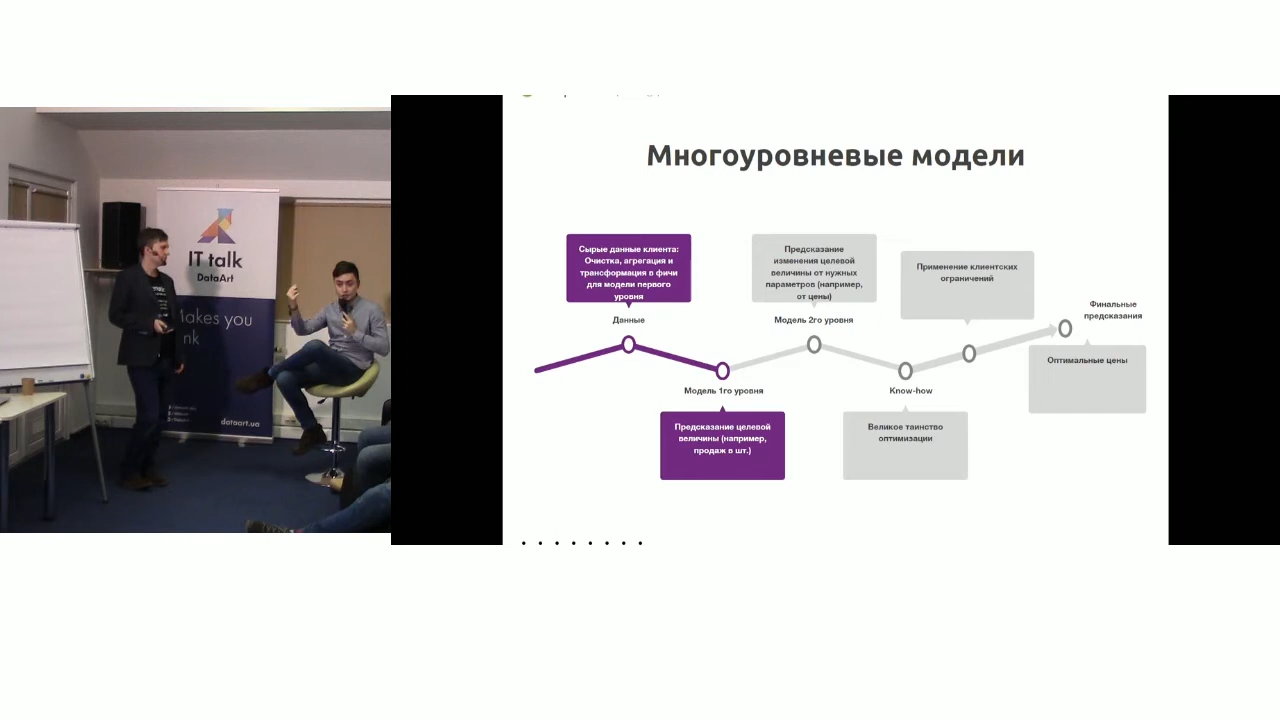 IT talk
DataArt
Makes you
dataart.ua
Многоуровневые модели
Сырые данные клиента:
Очистка, агрегация и
трансформация в фичи
для модели первого
уровня
Данные
Модель 1го уровня
Предсказание целевой
величины (например,
продаж в шт.)
Предсказание
изменения целевой
величины от нужных
параметров (например,
от цены)
Модель 2го уровня
Know-how
Великое таинство
оптимизации
Применение клиентских
ограничений
Финальные
предсказания
Оптимальные цены